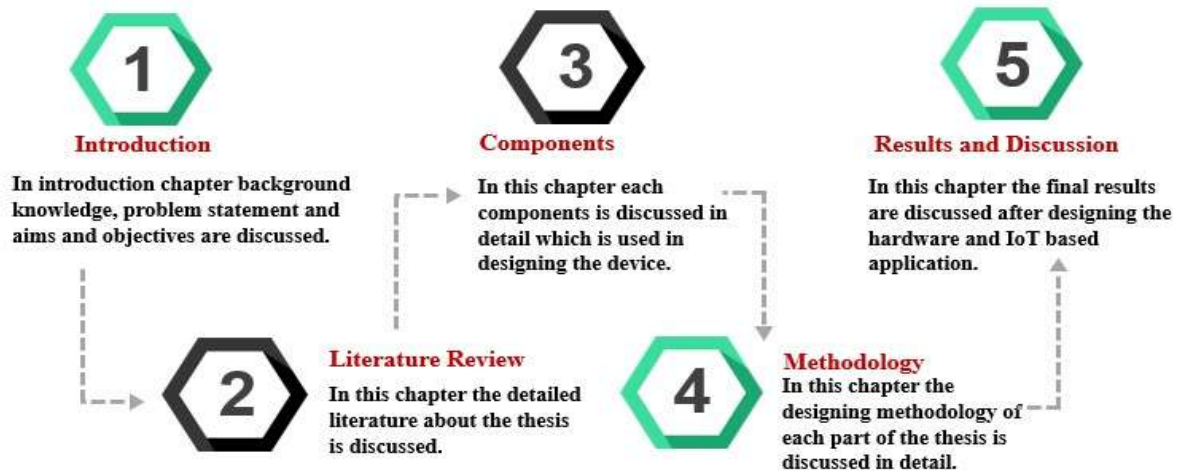 1
Introduction
In introduction chapter background
knowledge, problem statement and
aims and objectives are discussed.
2
Literature Review
In this chapter the detailed
literature about the thesis
is discussed.
3
Components
In this chapter each
components is discussed in
detail which is used in
designing the device.
4
Methodology
In this chapter the
designing methodology of
each part of the thesis is
discussed in detail.
5
Results and Discussion
In this chapter the final results
are discussed after designing the
hardware and IoT based
application.